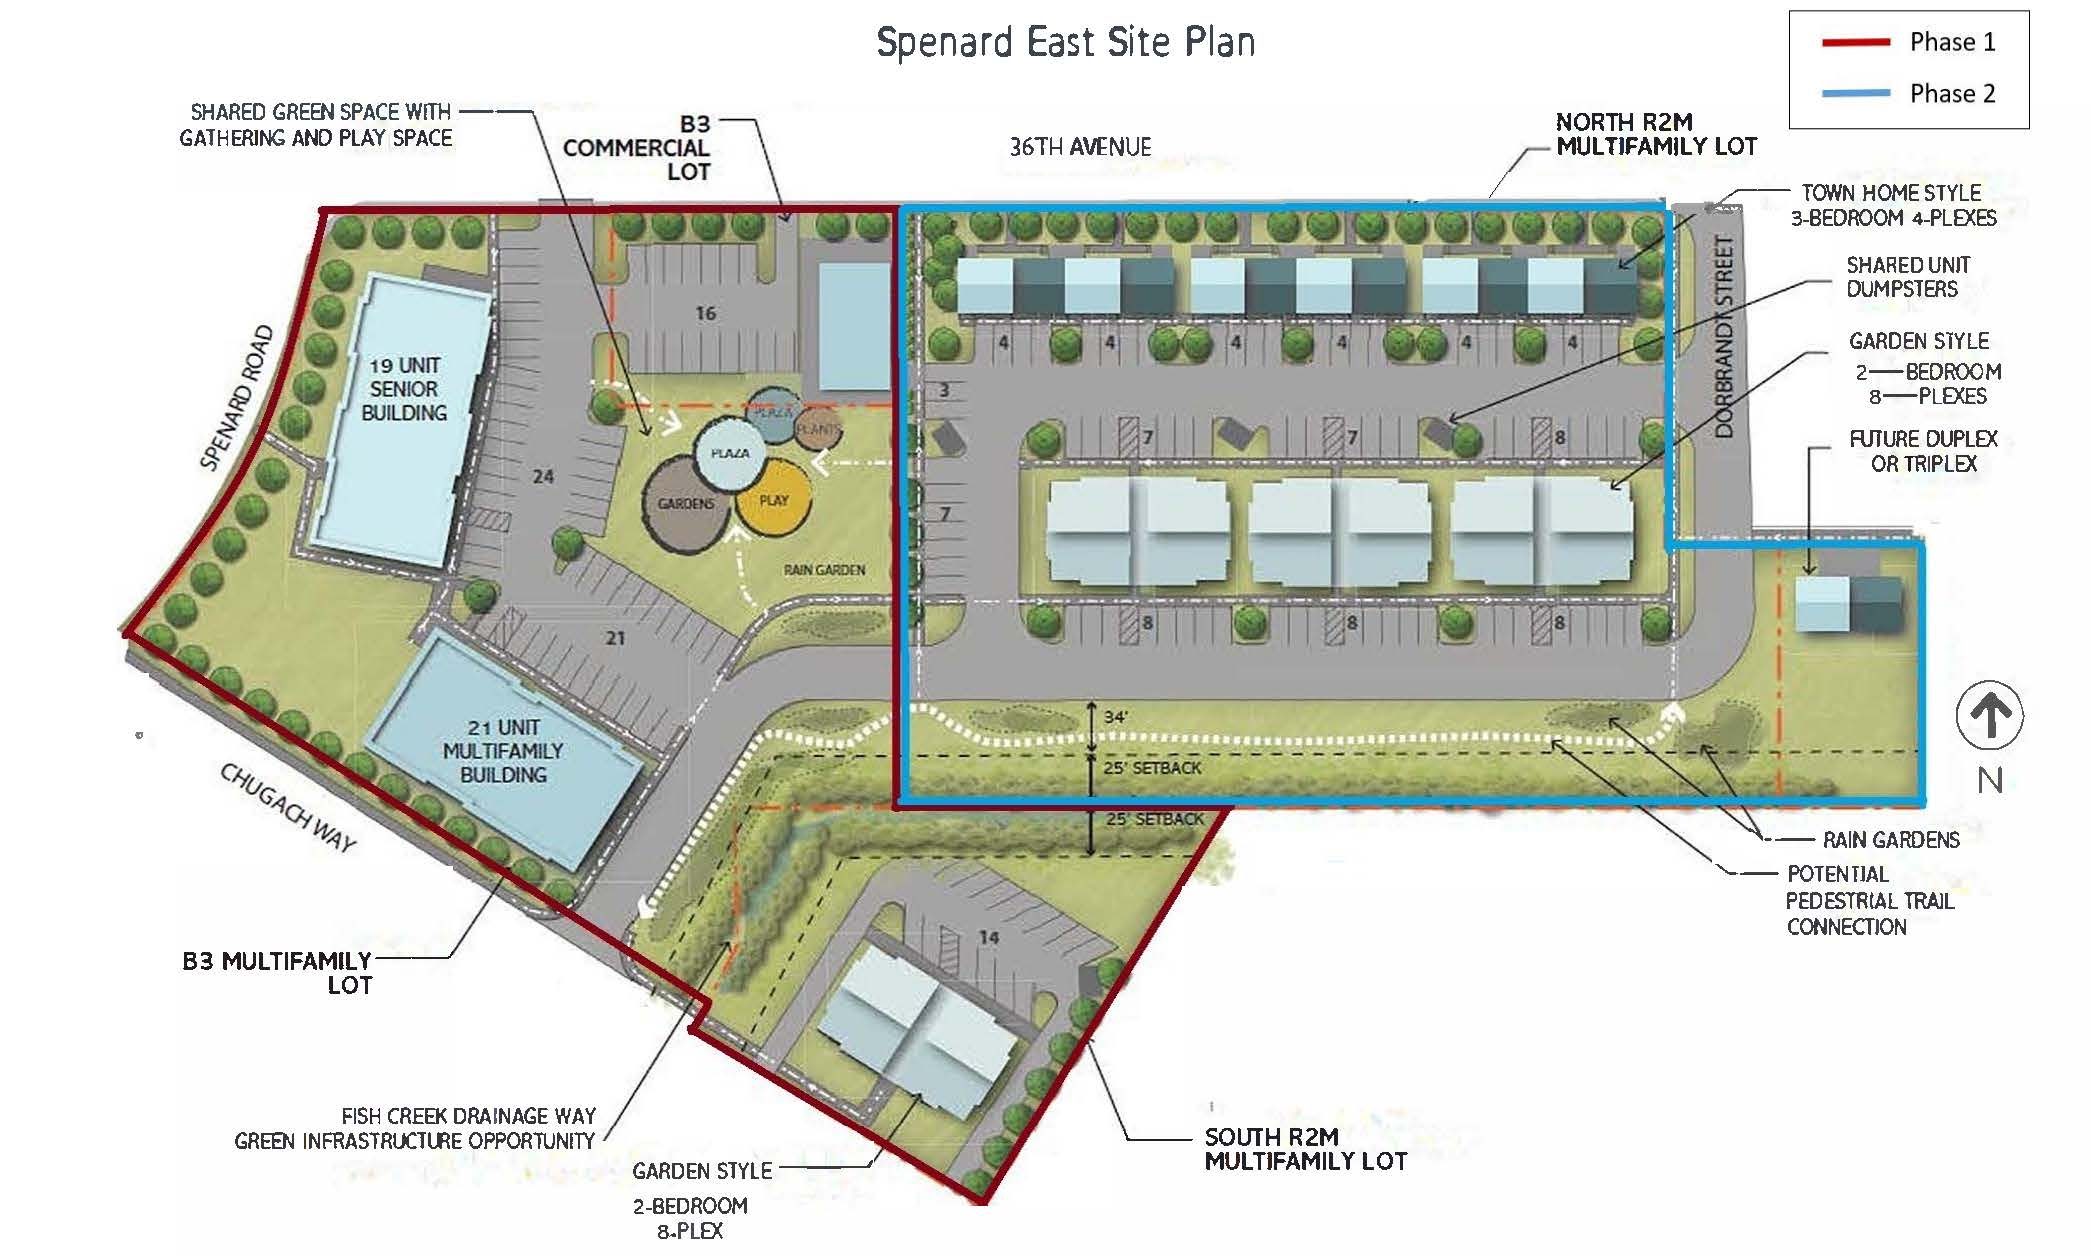 Spenard East Site Plan
Phase 1
Phase 2
SHARED GREEN SPACE WITH
GATHERING AND PLAY SPACE
B3
COMMERCIAL
LOT
36TH AVENUE
NORTH R2M
MULTIFAMILY LOT
TOWN HOME STYLE
3-BEDROOM 4-PLEXES
SHARED UNIT
DUMPSTERS
GARDEN STYLE
2—BEDROOM
8—PLEXES
FUTURE DUPLEX
OR TRIPLEX
DORBRANDT STREET
SPENARD ROAD
19 UNIT
SENIOR
BUILDING
16
24
21
PLAZA
PLANTS
PLAZA
GARDENS
PLAY
RAIN GARDEN
4
4
4
4
4
4
3
7
7
8
7
8
8
8
21 UNIT
MULTIFAMILY
BUILDING
CHUGACH WAY
34'
25' SETBACK
25' SETBACK
N
RAIN GARDENS
POTENTIAL
PEDESTRIAL TRAIL
CONNECTION
14
B3 MULTIFAMILY
LOT
FISH CREEK DRAINAGE WAY
GREEN INFRASTRUCTURE OPPORTUNITY
GARDEN STYLE
2-BEDROOM
8-PLEX
SOUTH R2M
MULTIFAMILY LOT